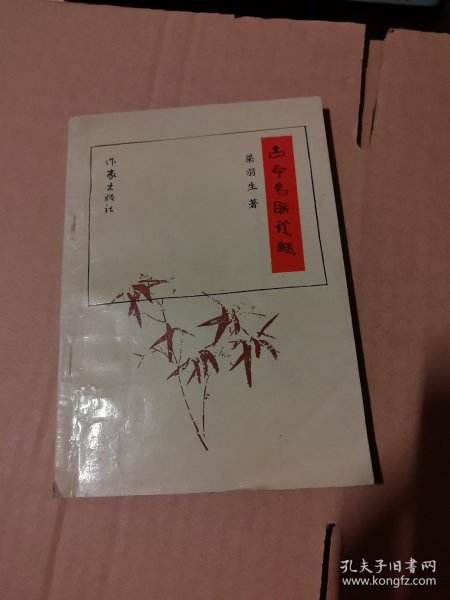 古今名联谈趣
梁羽生 著
作家出版社
孔夫子旧书网
www.kongfz.com